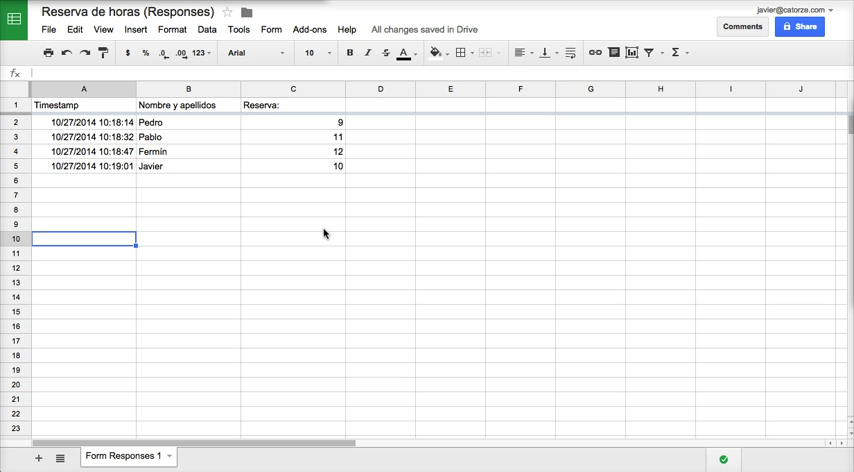 Reserva de horas (Responses)
javier@catorze.com
File Edit View Insert Format Data Tools Form Add-ons Help All changes saved in Drive
Comments Share
$ % .0 .00 123 Arial 10 B I S A
fx
A B C D E F G H I J
1 Timestamp Nombre y apellidos Reserva:
2 10/27/2014 10:18:14 Pedro 9
3 10/27/2014 10:18:32 Pablo 11
4 10/27/2014 10:18:47 Fermín 12
5 10/27/2014 10:19:01 Javier 10
6
7
8
9
10
11
12
13
14
15
16
17
18
19
20
21
22
23
Form Responses 1